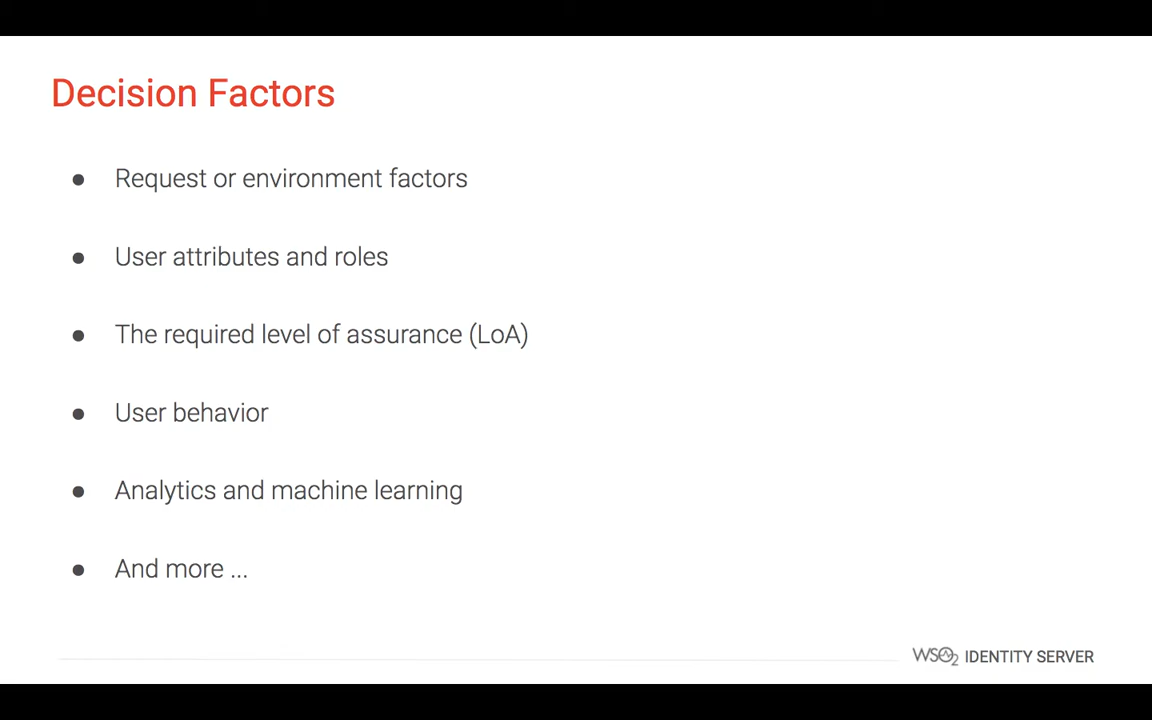 Decision Factors
● Request or environment factors
● User attributes and roles
● The required level of assurance (LoA)
● User behavior
● Analytics and machine learning
● And more ...
WSO2 IDENTITY SERVER